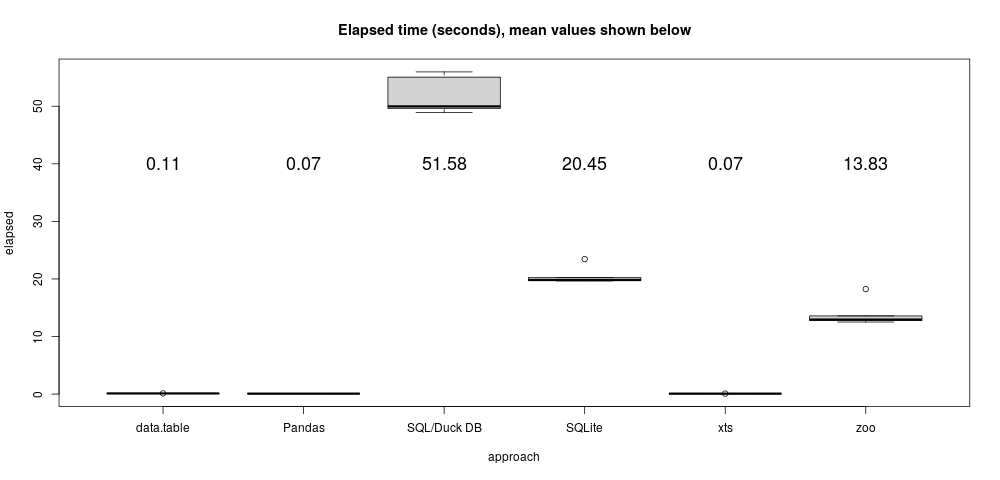 Elapsed time (seconds), mean values shown below
elapsed
50
40
30
20
10
0
0.11 0.07 51.58 20.45 0.07 13.83
data.table Pandas SQL/Duck DB SQLite xts zoo
approach